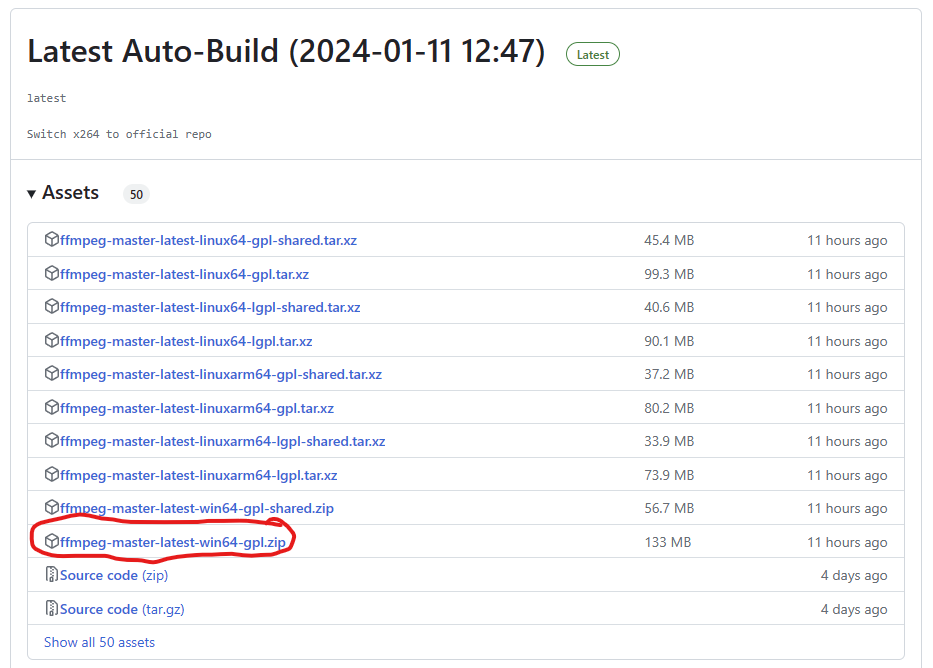 Latest Auto-Build (2024-01-11 12:47) Latest
latest
Switch x264 to official repo
Assets 50
ffmpeg-master-latest-linux64-gpl-shared.tar.xz 45.4 MB 11 hours ago
ffmpeg-master-latest-linux64-gpl.tar.xz 99.3 MB 11 hours ago
ffmpeg-master-latest-linux64-lgpl-shared.tar.xz 40.6 MB 11 hours ago
ffmpeg-master-latest-linux64-lgpl.tar.xz 90.1 MB 11 hours ago
ffmpeg-master-latest-linuxarm64-gpl-shared.tar.xz 37.2 MB 11 hours ago
ffmpeg-master-latest-linuxarm64-gpl.tar.xz 80.2 MB 11 hours ago
ffmpeg-master-latest-linuxarm64-lgpl-shared.tar.xz 33.9 MB 11 hours ago
ffmpeg-master-latest-linuxarm64-lgpl.tar.xz 73.9 MB 11 hours ago
ffmpeg-master-latest-win64-gpl-shared.zip 56.7 MB 11 hours ago
ffmpeg-master-latest-win64-gpl.zip 133 MB 11 hours ago
Source code (zip) 4 days ago
Source code (tar.gz) 4 days ago
Show all 50 assets